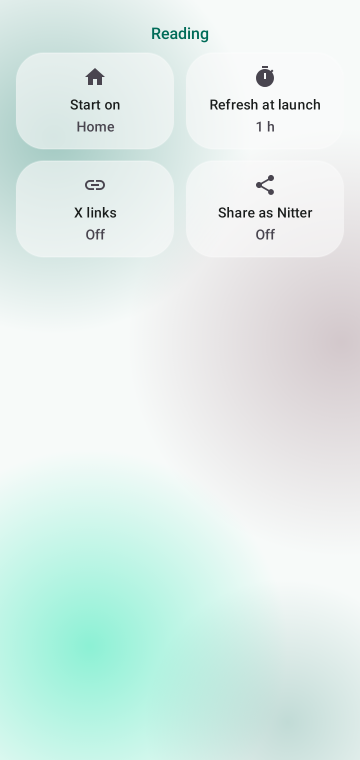 Reading
Start on
Home
Refresh at launch
1 h
X links
Off
Share as Nitter
Off